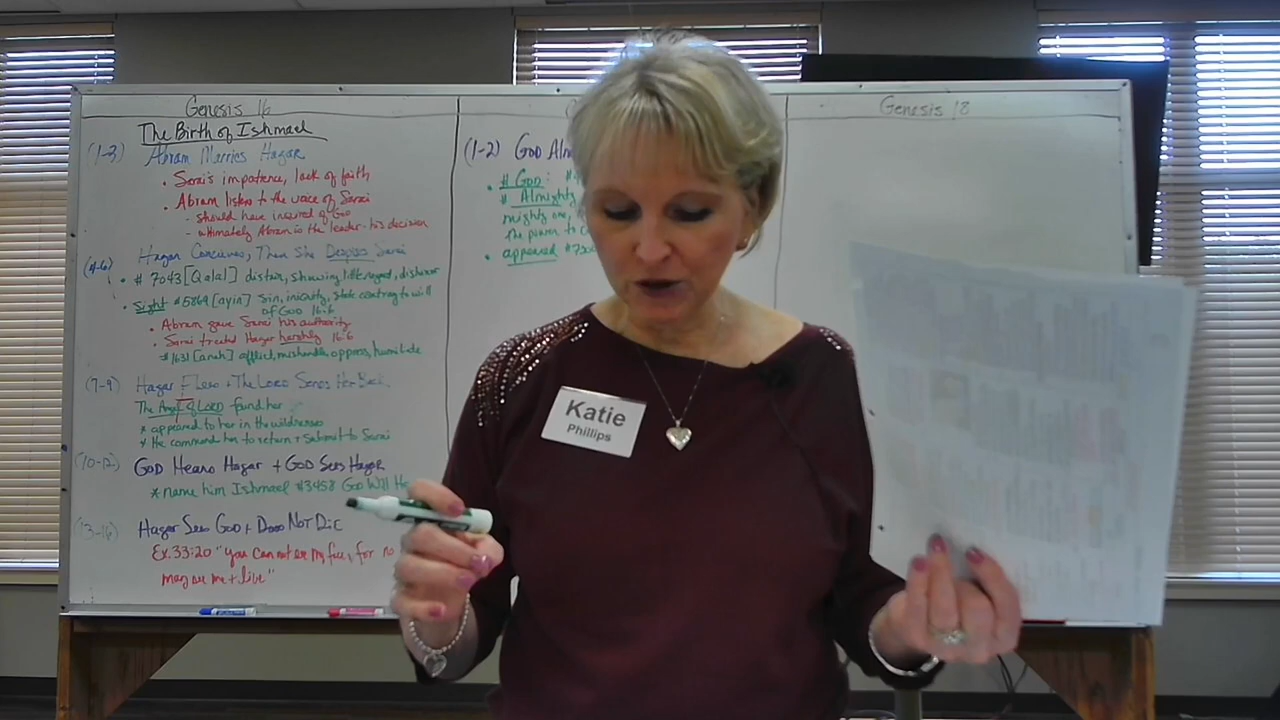 Genesis 16
The Birth of Ishmael
(1-3) Abram Marries Hagar
• Sarai's impatience, lack of faith
• Abram listens to the voice of Sarai
- should have inquired of God
- ultimately Abram is the leader - his decision
(4-6) Hagar Conceives, Then She Despises Sarai
• # 7043 [Qalal] distain, showing little regard, dishonor
• Sight #5869 [ayin] sin, iniquity, state contrary to will
of God 16:6
• Abram gave Sarai his authority
• Sarai treated Hagar harshly 16:6
#1631 [anah] afflict, mishandle, oppress, humiliate
(7-9) Hagar Flees + The LORD Sends Her Back
The Angel of LORD found her
* appeared to her in the wilderness
* He command her to return + submit to Sarai
(10-12) GOD Hears Hagar + GOD Sees Hagar
* name him Ishmael #3458 God Will He
(13-16) Hagar Sees GOD + Does NOT Die
Ex. 33:20 "you can not see my face, for no
may see me + live"
(1-2) GOD Alm
• # God: #
# Almighty
mighty one,
the power to
• appeared #
Genesis 18
Katie
Phillips